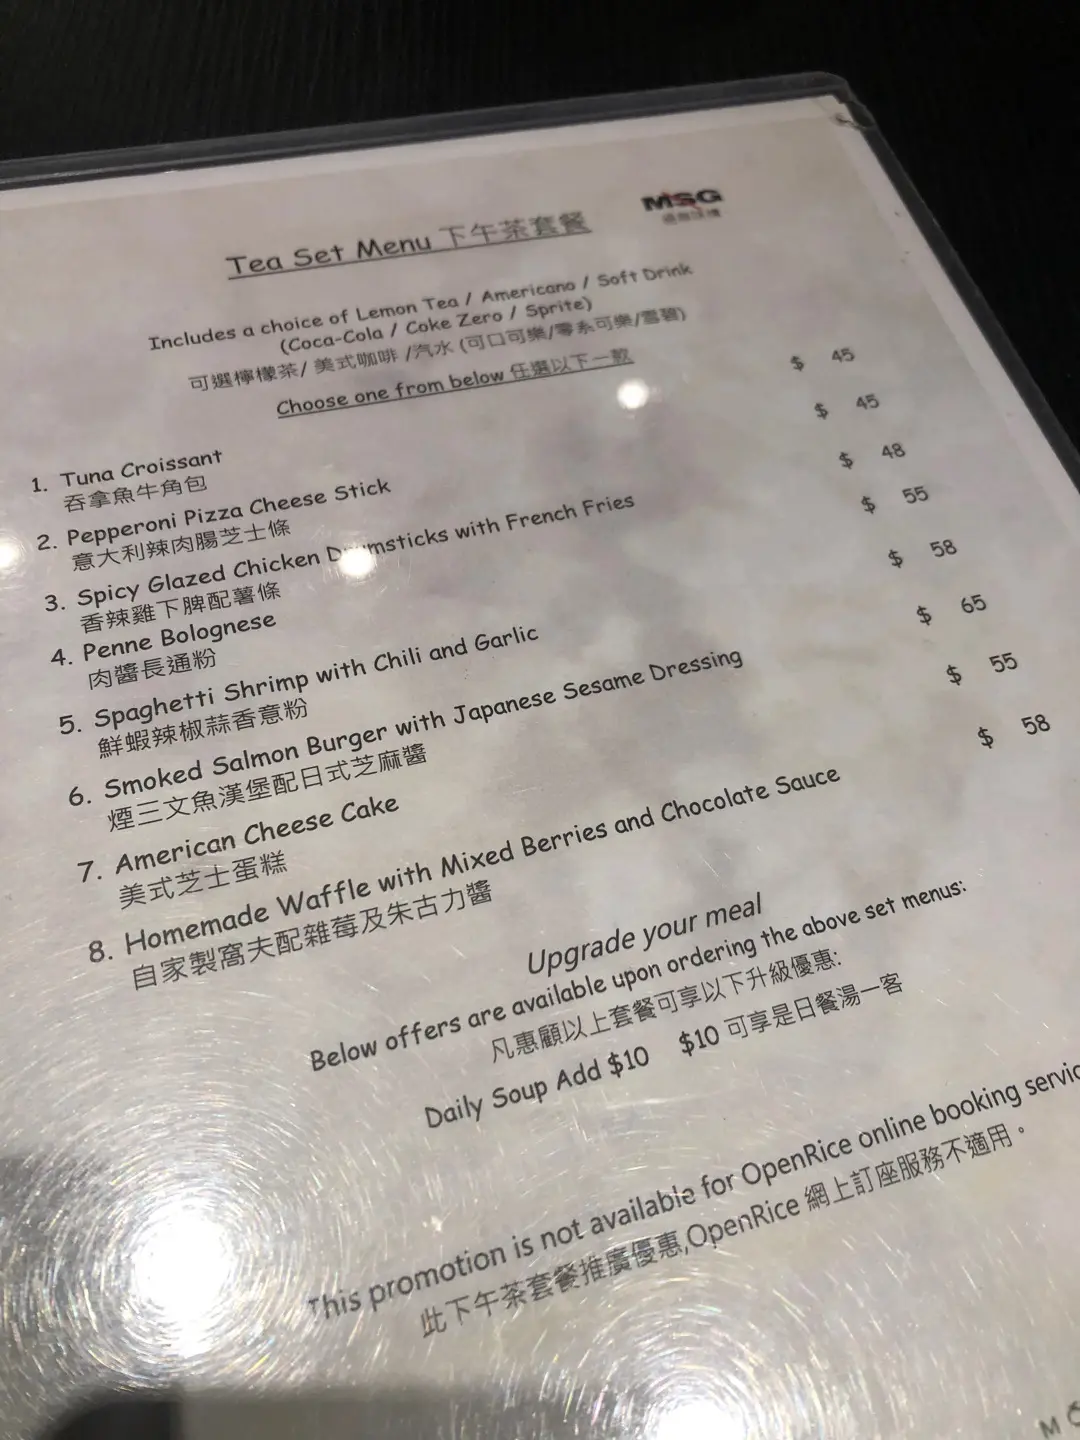 MSG
Tea Set Menu 下午茶套餐
Includes a choice of Lemon Tea / Americano / Soft Drink
(Coca-Cola / Coke Zero / Sprite)
可選檸檬茶/ 美式咖啡 /汽水 (可口可樂/零系可樂/雪碧)
Choose one from below 任選以下一款
1. Tuna Croissant $ 45
吞拿魚牛角包
2. Pepperoni Pizza Cheese Stick $ 45
意大利辣肉腸芝士條
3. Spicy Glazed Chicken Drumsticks with French Fries $ 48
香辣雞下脾配薯條
4. Penne Bolognese $ 55
肉醬長通粉
5. Spaghetti Shrimp with Chili and Garlic $ 58
鮮蝦辣椒蒜香意粉
6. Smoked Salmon Burger with Japanese Sesame Dressing $ 65
煙三文魚漢堡配日式芝麻醬
7. American Cheese Cake $ 55
美式芝士蛋糕
8. Homemade Waffle with Mixed Berries and Chocolate Sauce $ 58
自家製窩夫配雜莓及朱古力醬
Upgrade your meal
Below offers are available upon ordering the above set menus:
凡惠顧以上套餐可享以下升級優惠:
Daily Soup Add $10 $10 可享是日餐湯一客
This promotion is not available for OpenRice online booking servic
此下午茶套餐推廣優惠,OpenRice 網上訂座服務不適用。